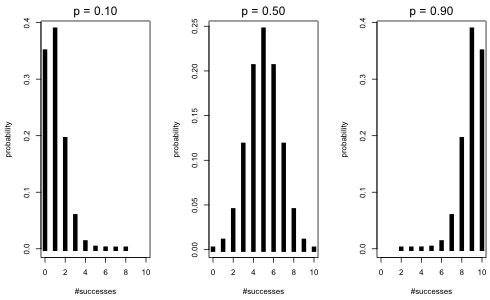 p = 0.10
p = 0.50
p = 0.90
probability
0.0 0.1 0.2 0.3 0.4
0 2 4 6 8 10
#successes
probability
0.00 0.05 0.10 0.15 0.20 0.25
0 2 4 6 8 10
#successes
probability
0.0 0.1 0.2 0.3 0.4
0 2 4 6 8 10
#successes